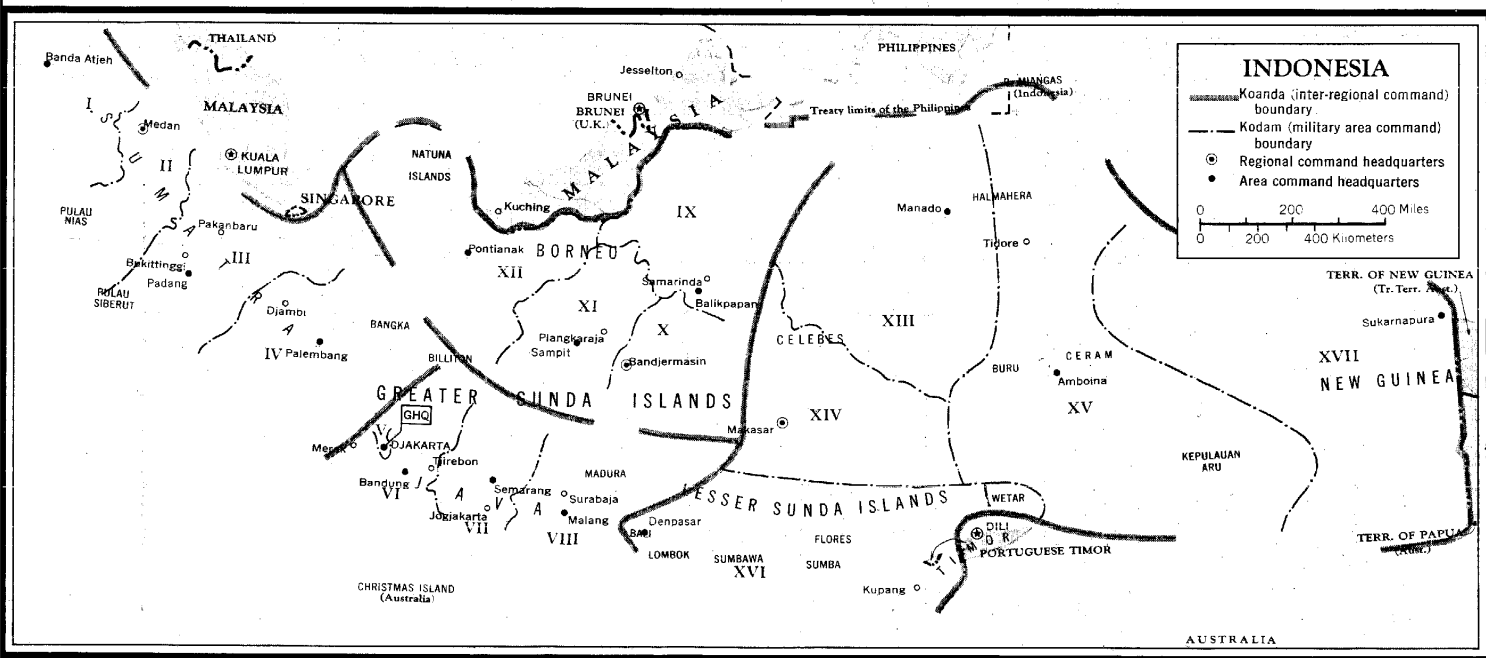 THAILAND
PHILIPPINES
Banda Atjeh
Jesselton
INDONESIA
Koanda (inter-regional command)
boundary
Kodam (military area command)
boundary
Regional command headquarters
Area command headquarters
0 200 400 Miles
0 200 400 Kilometers
MIANGAS
(Indonesia)
I
MALAYSIA
BRUNEI
BRUNEI
(U.K.)
MALAYSIA
Treaty limits of the Philippines
Medan
II
KUALA
LUMPUR
NATUNA
ISLANDS
SUMATRA
SINGAPORE
Kuching
IX
HALMAHERA
Manado
PULAU
NIAS
Pakanbaru
Pontianak
BORNEO
Tidore
Bukittinggi
III
Padang
XII
TERR. OF NEW GUINEA
(Tr. Terr. Aust.)
PULAU
SIBERUT
Samarinda
Balikpapan
Djambi
XI
X
XIII
Sukarnapura
BANGKA
Plangkaraja
Sampit
CELEBES
IV
Palembang
BILLITON
Bandjermasin
BURU
CERAM
Amboina
XVII
NEW GUINEA
GREATER SUNDA ISLANDS
GHQ
XIV
XV
V
Makasar
Merak
DJAKARTA
Tjirebon
KEPULAUAN
ARU
Bandung
VI
JAVA
MADURA
Semarang
Surabaja
LESSER SUNDA ISLANDS
WETAR
Jogjakarta
VII
Malang
VIII
Denpasar
BALI
DILI
TIMOR
PORTUGUESE TIMOR
FLORES
TERR. OF PAPUA
(Aust.)
LOMBOK
SUMBAWA
XVI
SUMBA
Kupang
CHRISTMAS ISLAND
(Australia)
AUSTRALIA